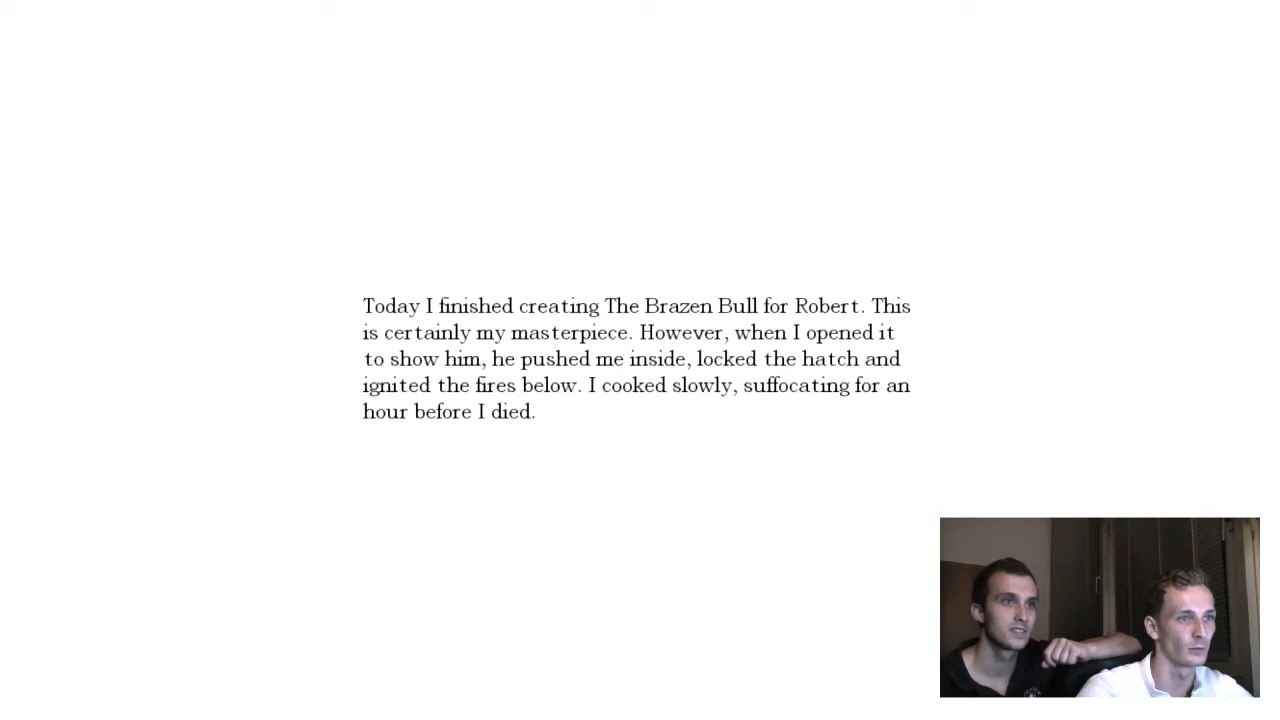 Today I finished creating The Brazen Bull for Robert. This
is certainly my masterpiece. However, when I opened it
to show him, he pushed me inside, locked the hatch and
ignited the fires below. I cooked slowly, suffocating for an
hour before I died.